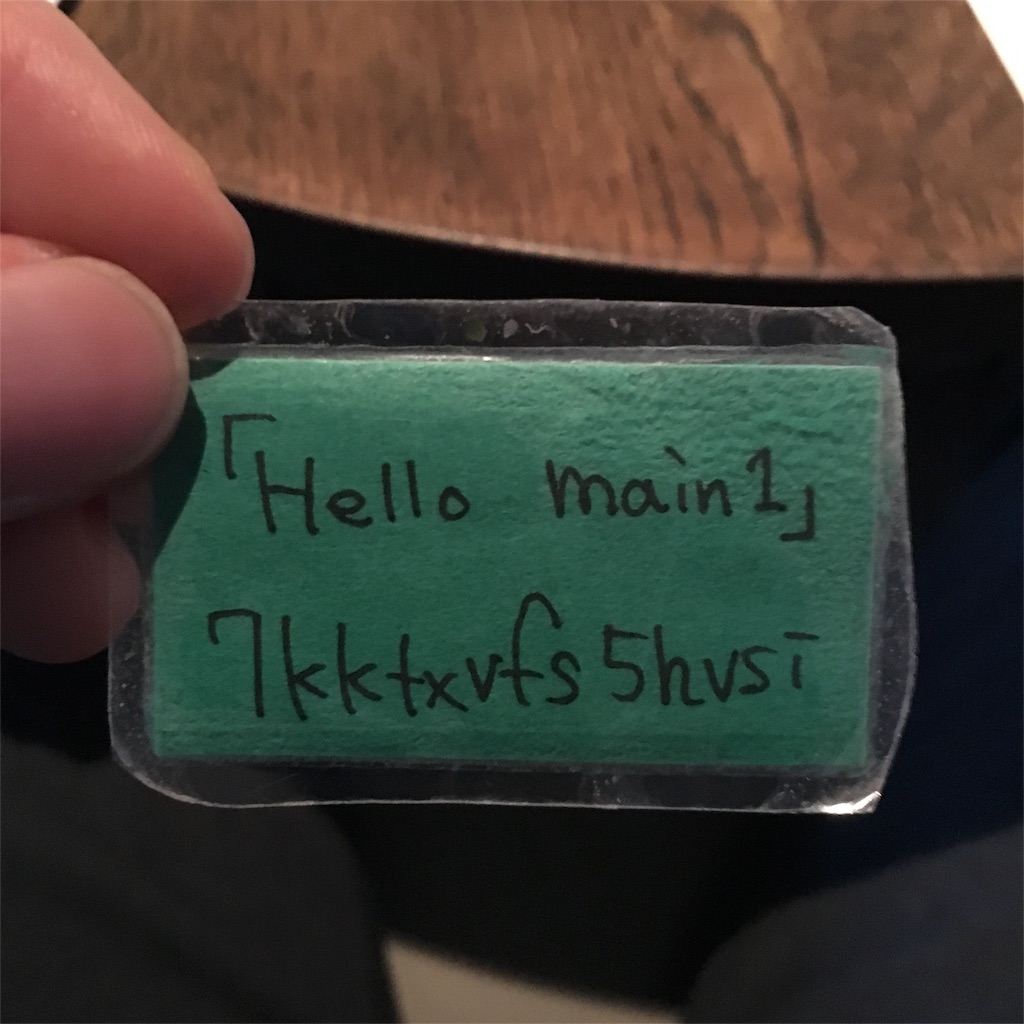 「Hello main1」
7kktxvfs5hvsi